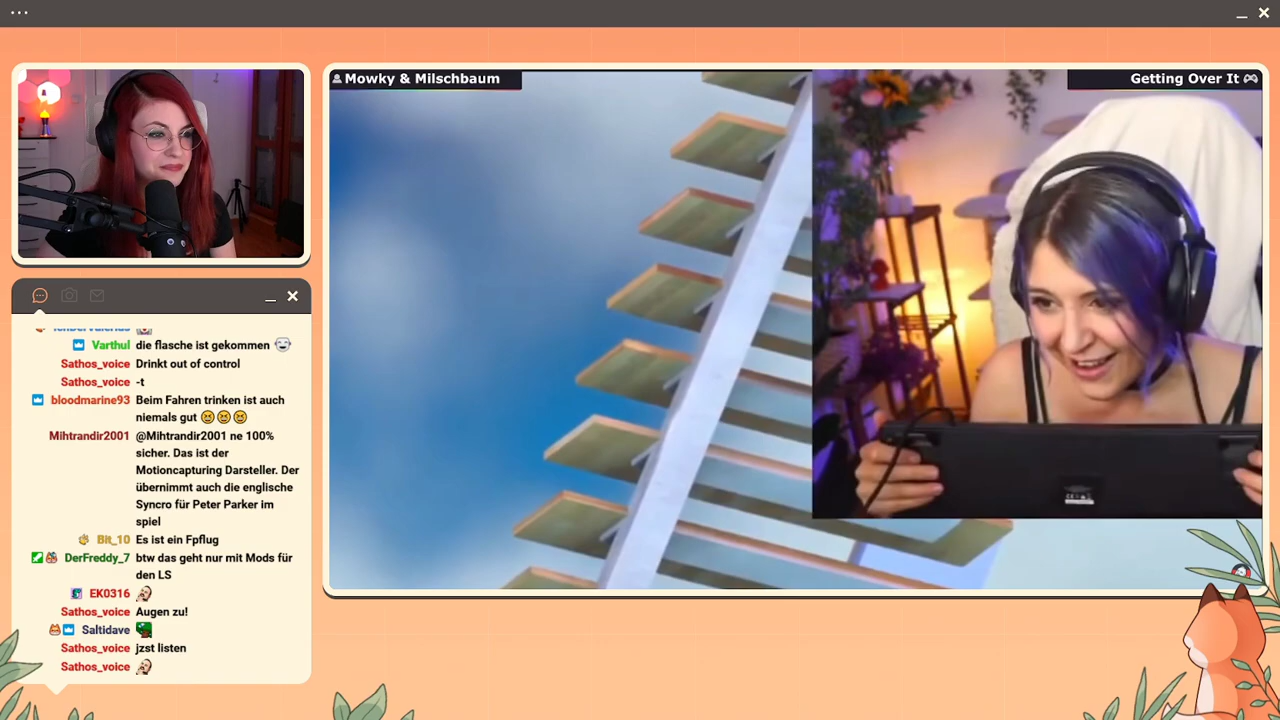 Mowky & Milschbaum
Getting Over It
Varthul die flasche ist gekommen
Sathos_voice Drinkt out of control
Sathos_voice -t
bloodmarine93 Beim Fahren trinken ist auch
niemals gut
Mihtrandir2001 @Mihtrandir2001 ne 100%
sicher. Das ist der
Motioncapturing Darsteller. Der
übernimmt auch die englische
Syncro für Peter Parker im
spiel
Bit_10 Es ist ein Fpflug
DerFreddy_7 btw das geht nur mit Mods für
den LS
EK0316
Sathos_voice Augen zu!
Saltidave
Sathos_voice jzst listen
Sathos_voice